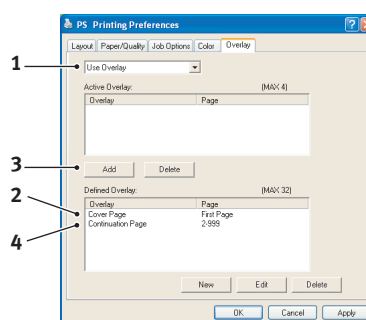 PS Printing Preferences
Layout Paper/Quality Job Options Color Overlay
1
Use Overlay
Active Overlay: (MAX 4)
Overlay Page
3
Add Delete
Defined Overlay: (MAX 32)
Overlay Page
2
Cover Page First Page
4
Continuation Page 2-999
New Edit Delete
OK Cancel Apply